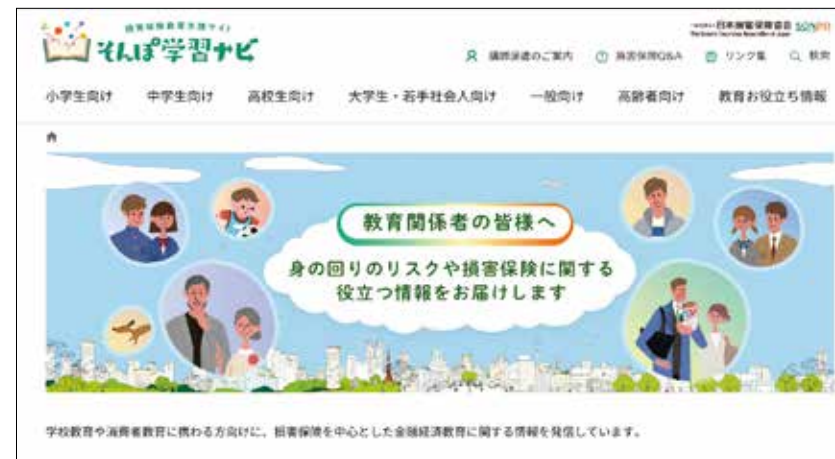 損害保険教育支援サイト
そんぽ学習ナビ
日本損害保険協会 SONPO
講師派遣のご案内 損害保険Q&A リンク集 検索
小学生向け 中学生向け 高校生向け 大学生・若手社会人向け 一般向け 高齢者向け 教育お役立ち情報
教育関係者の皆様へ
身の回りのリスクや損害保険に関する
役立つ情報をお届けします
学校教育や消費者教育に携わる方向けに、損害保険を中心とした金融経済教育に関する情報を発信しています。